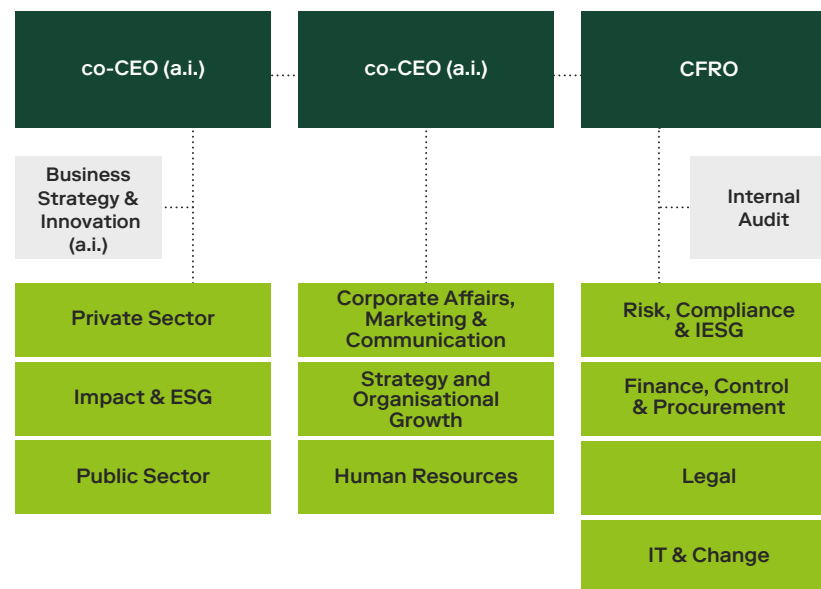 co-CEO (a.i.)
co-CEO (a.i.)
CFRO
Business
Strategy &
Innovation
(a.i.)
Internal
Audit
Private Sector
Corporate Affairs,
Marketing &
Communication
Risk, Compliance
& IESG
Impact & ESG
Strategy and
Organisational
Growth
Finance, Control
& Procurement
Public Sector
Human Resources
Legal
IT & Change